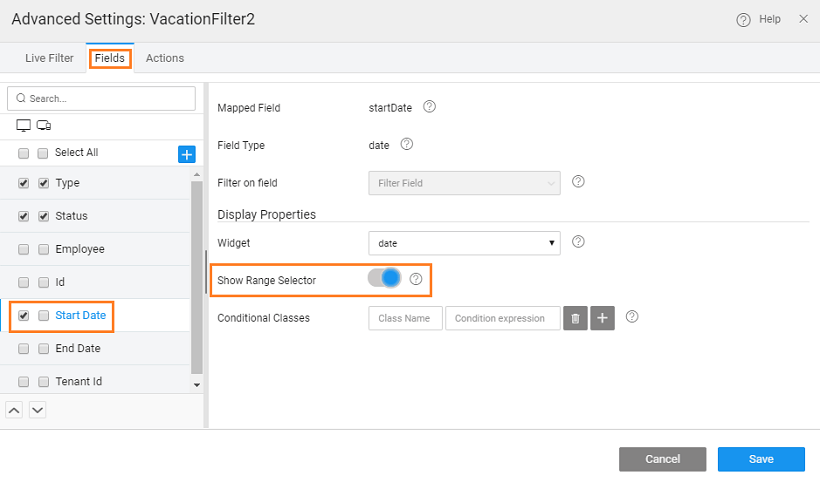 Advanced Settings: VacationFilter2
Help
Live Filter
Fields
Actions
Search...
Select All
Type
Status
Employee
Id
Start Date
End Date
Tenant Id
Mapped Field
startDate
Field Type
date
Filter on field
Filter Field
Display Properties
Widget
date
Show Range Selector
Conditional Classes
Class Name
Condition expression
Cancel
Save